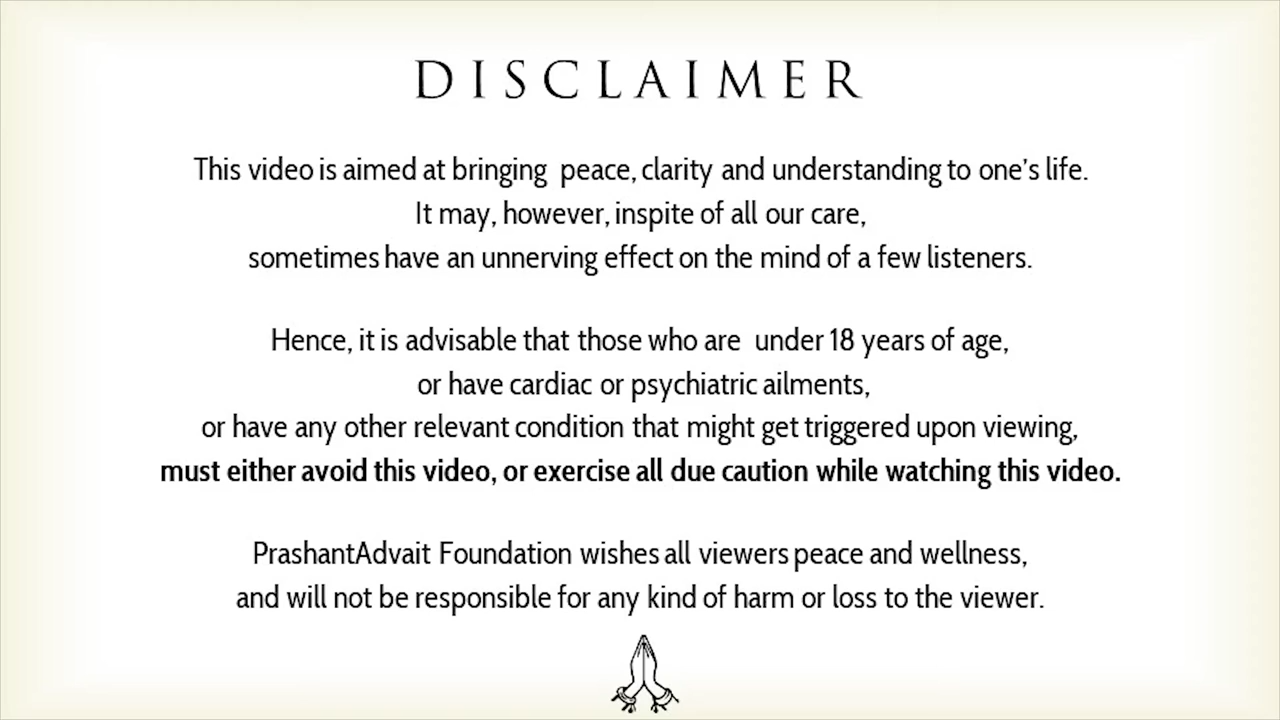 DISCLAIMER
This video is aimed at bringing peace, clarity and understanding to one's life.
It may, however, inspite of all our care,
sometimes have an unnerving effect on the mind of a few listeners.
Hence, it is advisable that those who are under 18 years of age,
or have cardiac or psychiatric ailments,
or have any other relevant condition that might get triggered upon viewing,
must either avoid this video, or exercise all due caution while watching this video.
PrashantAdvait Foundation wishes all viewers peace and wellness,
and will not be responsible for any kind of harm or loss to the viewer.